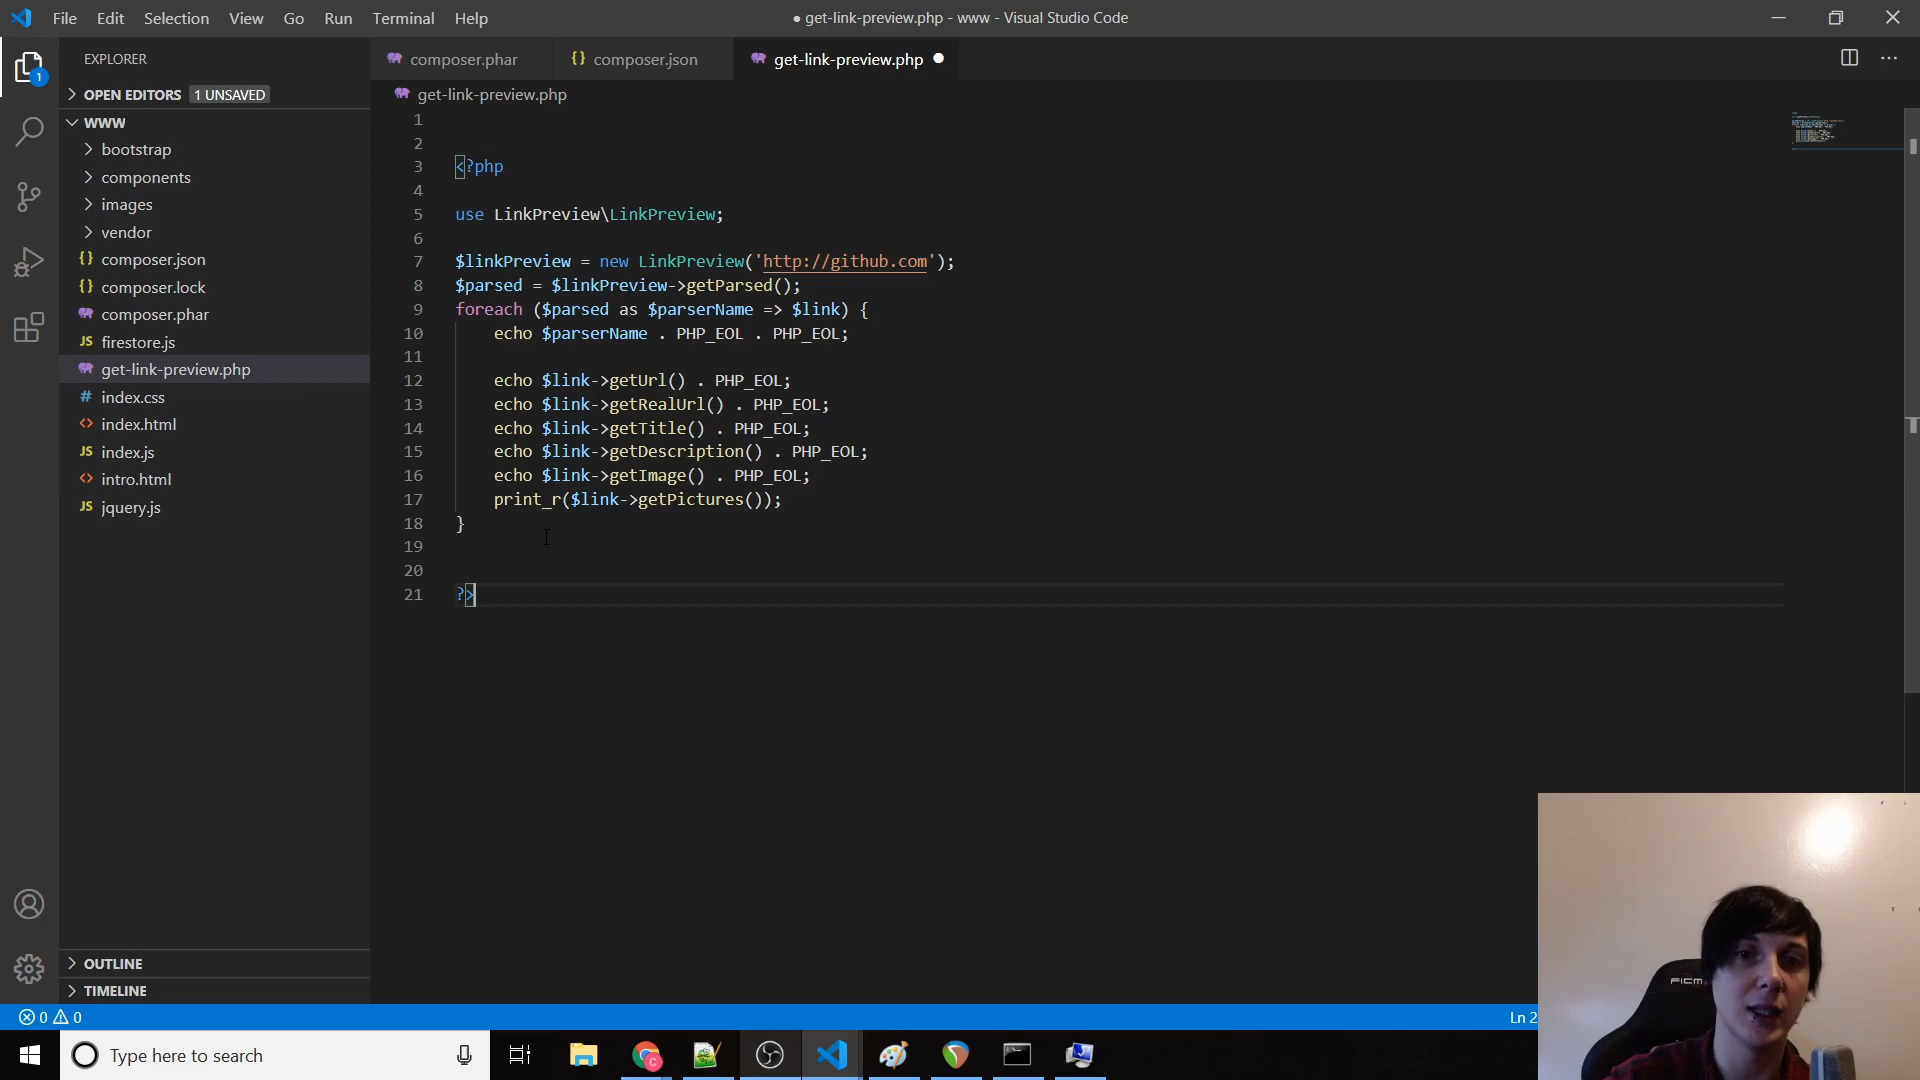 File Edit Selection View Go Run Terminal Help
● get-link-preview.php - www - Visual Studio Code
EXPLORER
composer.phar
{} composer.json
get-link-preview.php ●
OPEN EDITORS 1 UNSAVED
get-link-preview.php
WWW
bootstrap
components
images
vendor
{} composer.json
{} composer.lock
composer.phar
JS firestore.js
get-link-preview.php
# index.css
<> index.html
JS index.js
<> intro.html
JS jquery.js
OUTLINE
TIMELINE
1
1
2
3 <?php
4
5 use LinkPreview\LinkPreview;
6
7 $linkPreview = new LinkPreview('http://github.com');
8 $parsed = $linkPreview->getParsed();
9 foreach ($parsed as $parserName => $link) {
10 echo $parserName . PHP_EOL . PHP_EOL;
11
12 echo $link->getUrl() . PHP_EOL;
13 echo $link->getRealUrl() . PHP_EOL;
14 echo $link->getTitle() . PHP_EOL;
15 echo $link->getDescription() . PHP_EOL;
16 echo $link->getImage() . PHP_EOL;
17 print_r($link->getPictures());
18 }
19
20
21 ?>
0 0
Ln 2
FICM
Type here to search